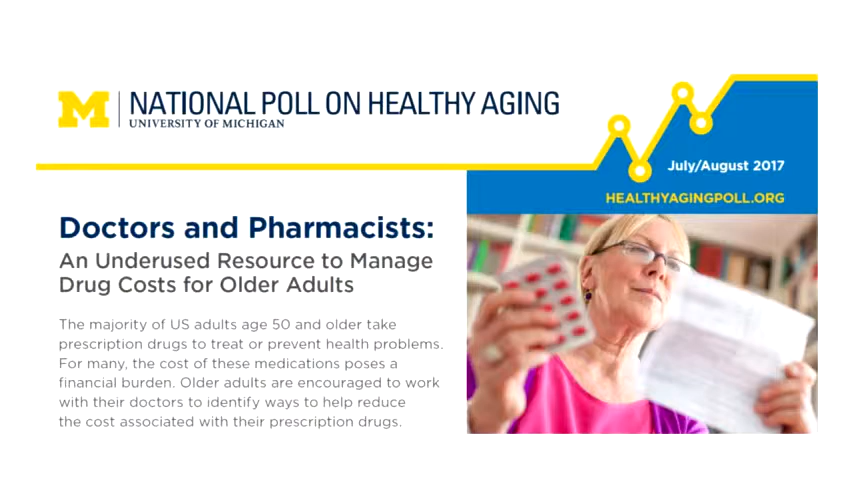 M
NATIONAL POLL ON HEALTHY AGING
UNIVERSITY OF MICHIGAN
July/August 2017
HEALTHYAGINGPOLL.ORG
Doctors and Pharmacists:
An Underused Resource to Manage
Drug Costs for Older Adults
The majority of US adults age 50 and older take
prescription drugs to treat or prevent health problems.
For many, the cost of these medications poses a
financial burden. Older adults are encouraged to work
with their doctors to identify ways to help reduce
the cost associated with their prescription drugs.